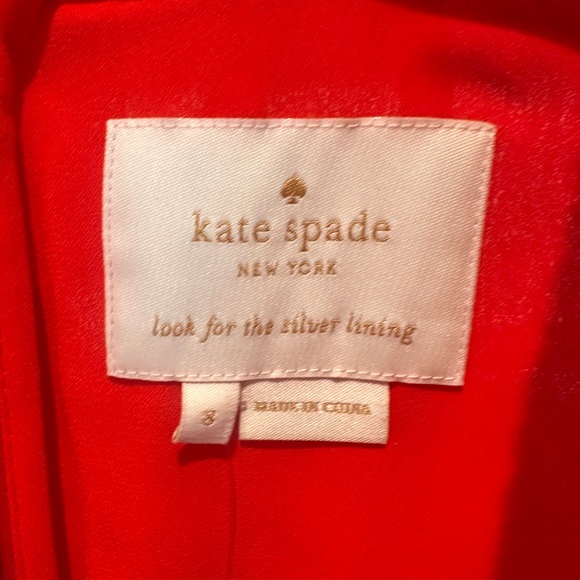 kate spade
NEW YORK
look for the silver lining
8
MADE IN CHINA